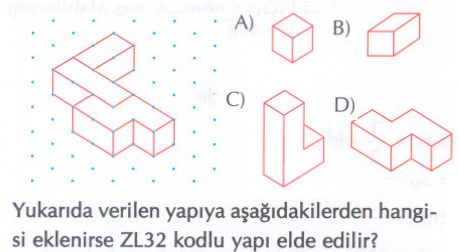 A)
B)
C)
D)
Yukarıda verilen yapıya aşağıdakilerden hangi-
si eklenirse ZL32 kodlu yapı elde edilir?